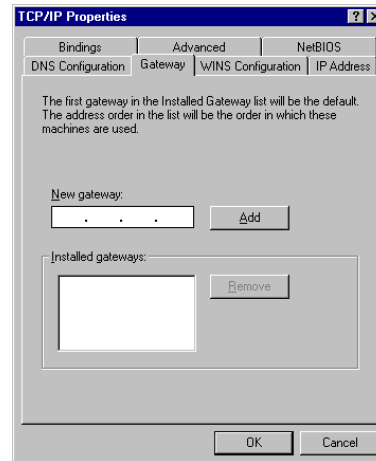 TCP/IP Properties
Bindings Advanced NetBIOS
DNS Configuration Gateway WINS Configuration IP Address
The first gateway in the Installed Gateway list will be the default.
The address order in the list will be the order in which these
machines are used.
New gateway:
. . . Add
Installed gateways:
Remove
OK Cancel